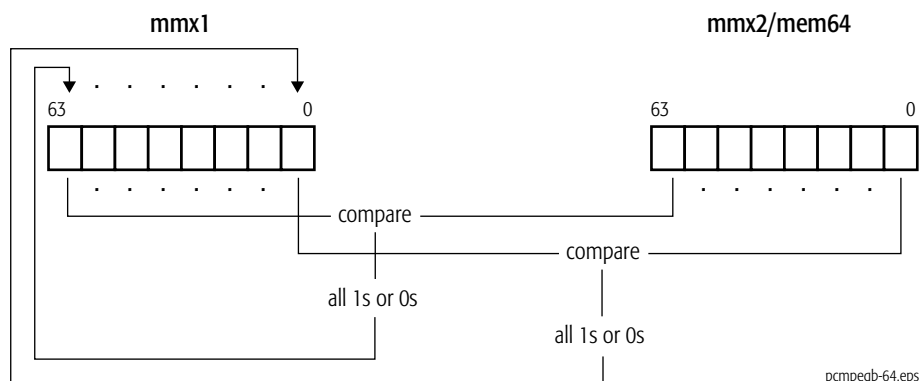 mmx1 mmx2/mem64
. . . . . .
63 0 63 0
. . . . . . . . . . . .
compare
compare
all 1s or 0s
all 1s or 0s
pcmpeqb-64.eps